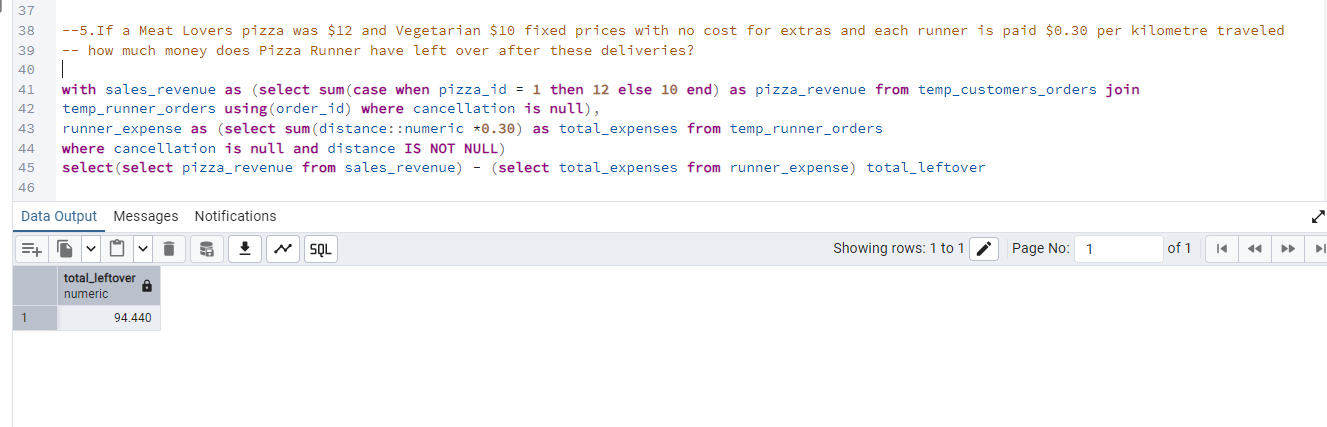 37
38 --5.If a Meat Lovers pizza was $12 and Vegetarian $10 fixed prices with no cost for extras and each runner is paid $0.30 per kilometre traveled
39 -- how much money does Pizza Runner have left over after these deliveries?
40
41 with sales_revenue as (select sum(case when pizza_id = 1 then 12 else 10 end) as pizza_revenue from temp_customers_orders join
42 temp_runner_orders using(order_id) where cancellation is null),
43 runner_expense as (select sum(distance::numeric *0.30) as total_expenses from temp_runner_orders
44 where cancellation is null and distance IS NOT NULL)
45 select(select pizza_revenue from sales_revenue) - (select total_expenses from runner_expense) total_leftover
46
Data Output Messages Notifications
SQL Showing rows: 1 to 1 Page No: 1 of 1
total_leftover
numeric
1 94.440